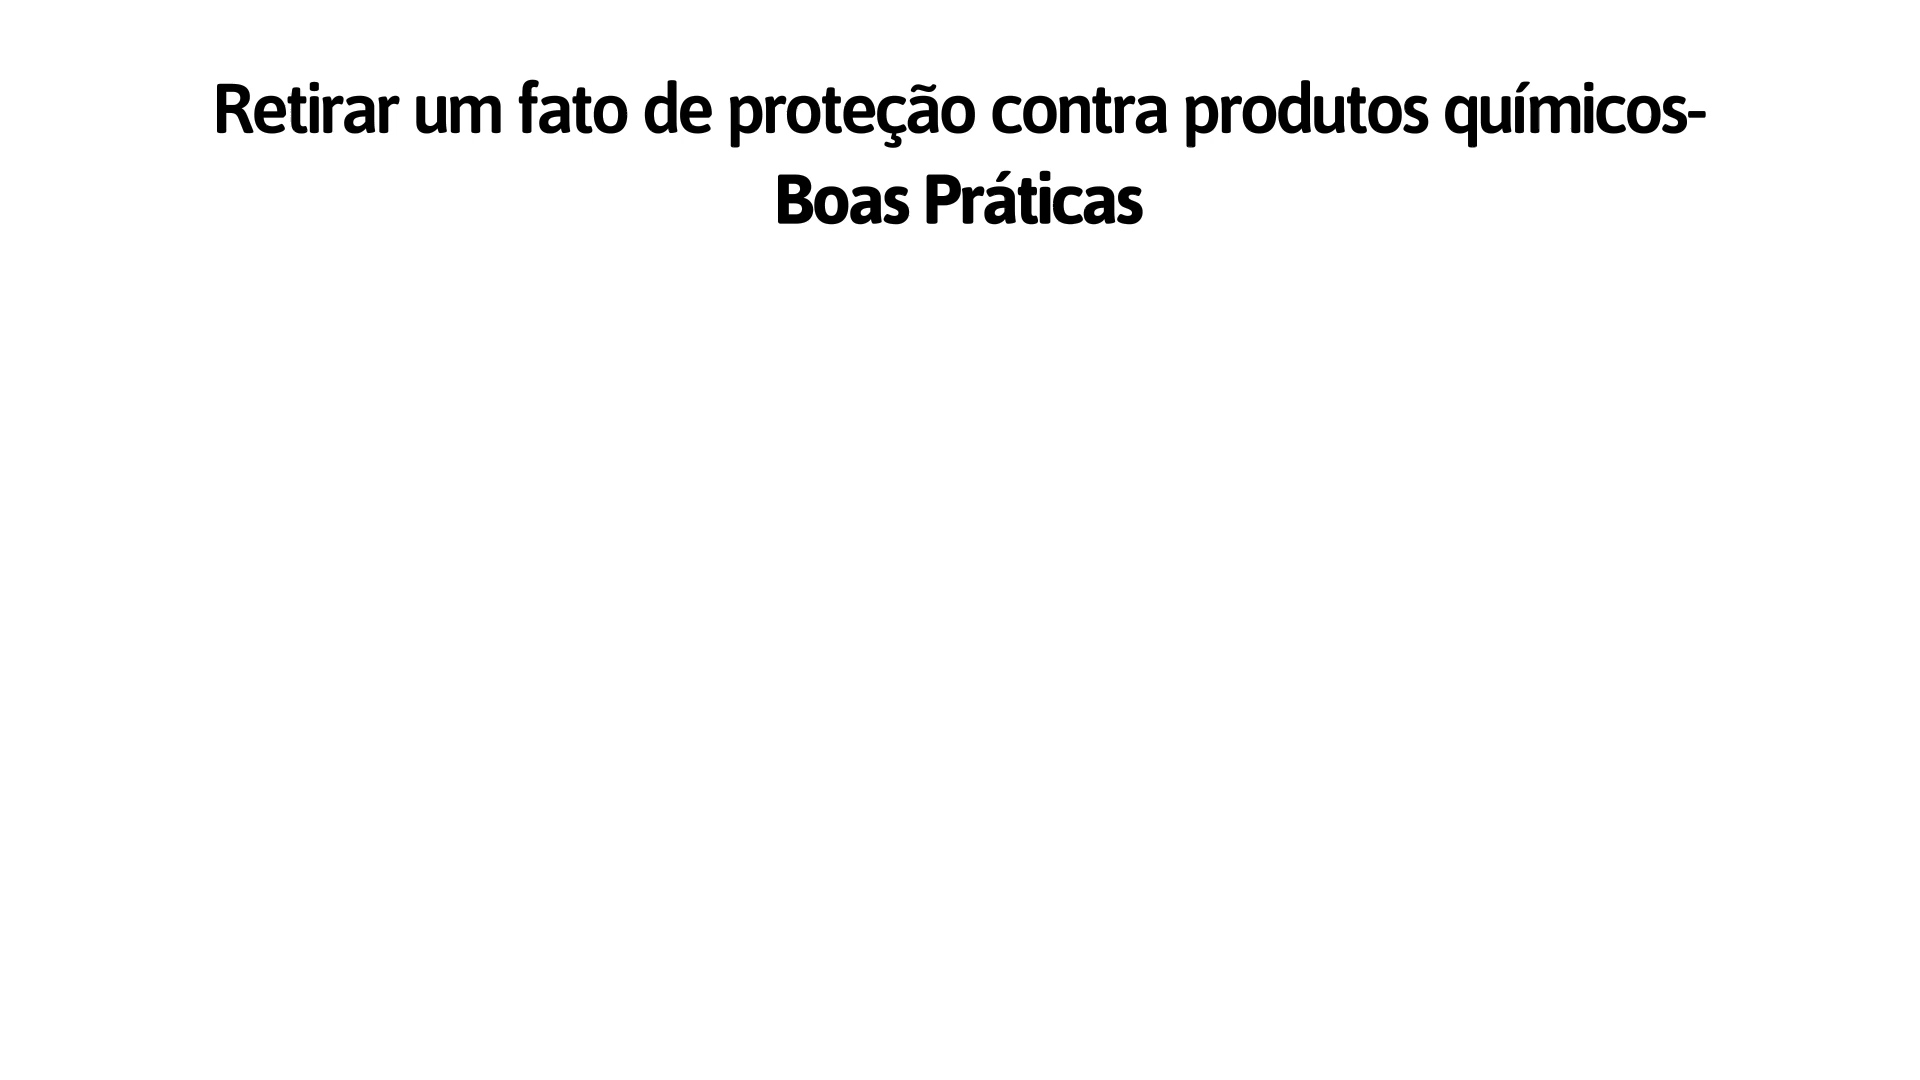 Retirar um fato de proteção contra produtos químicos-
Boas Práticas